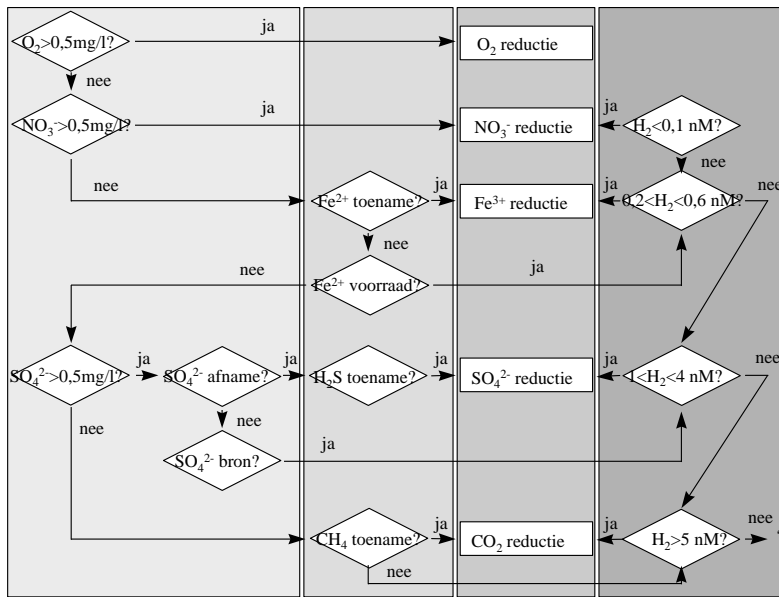 ja
O₂>0,5mg/l?
O₂ reductie
nee
ja
ja
NO₃⁻>0,5mg/l?
NO₃⁻ reductie
H₂<0,1 nM?
nee
nee
ja
ja
nee
Fe²⁺ toename?
Fe³⁺ reductie
0,2<H₂<0,6 nM?
nee
nee
ja
Fe²⁺ voorraad?
ja
ja
ja
ja
nee
SO₄²⁻>0,5mg/l?
SO₄²⁻ afname?
H₂S toename?
SO₄²⁻ reductie
1<H₂<4 nM?
nee
nee
ja
SO₄²⁻ bron?
ja
ja
ja
nee
CH₄ toename?
CO₂ reductie
H₂>5 nM?
nee